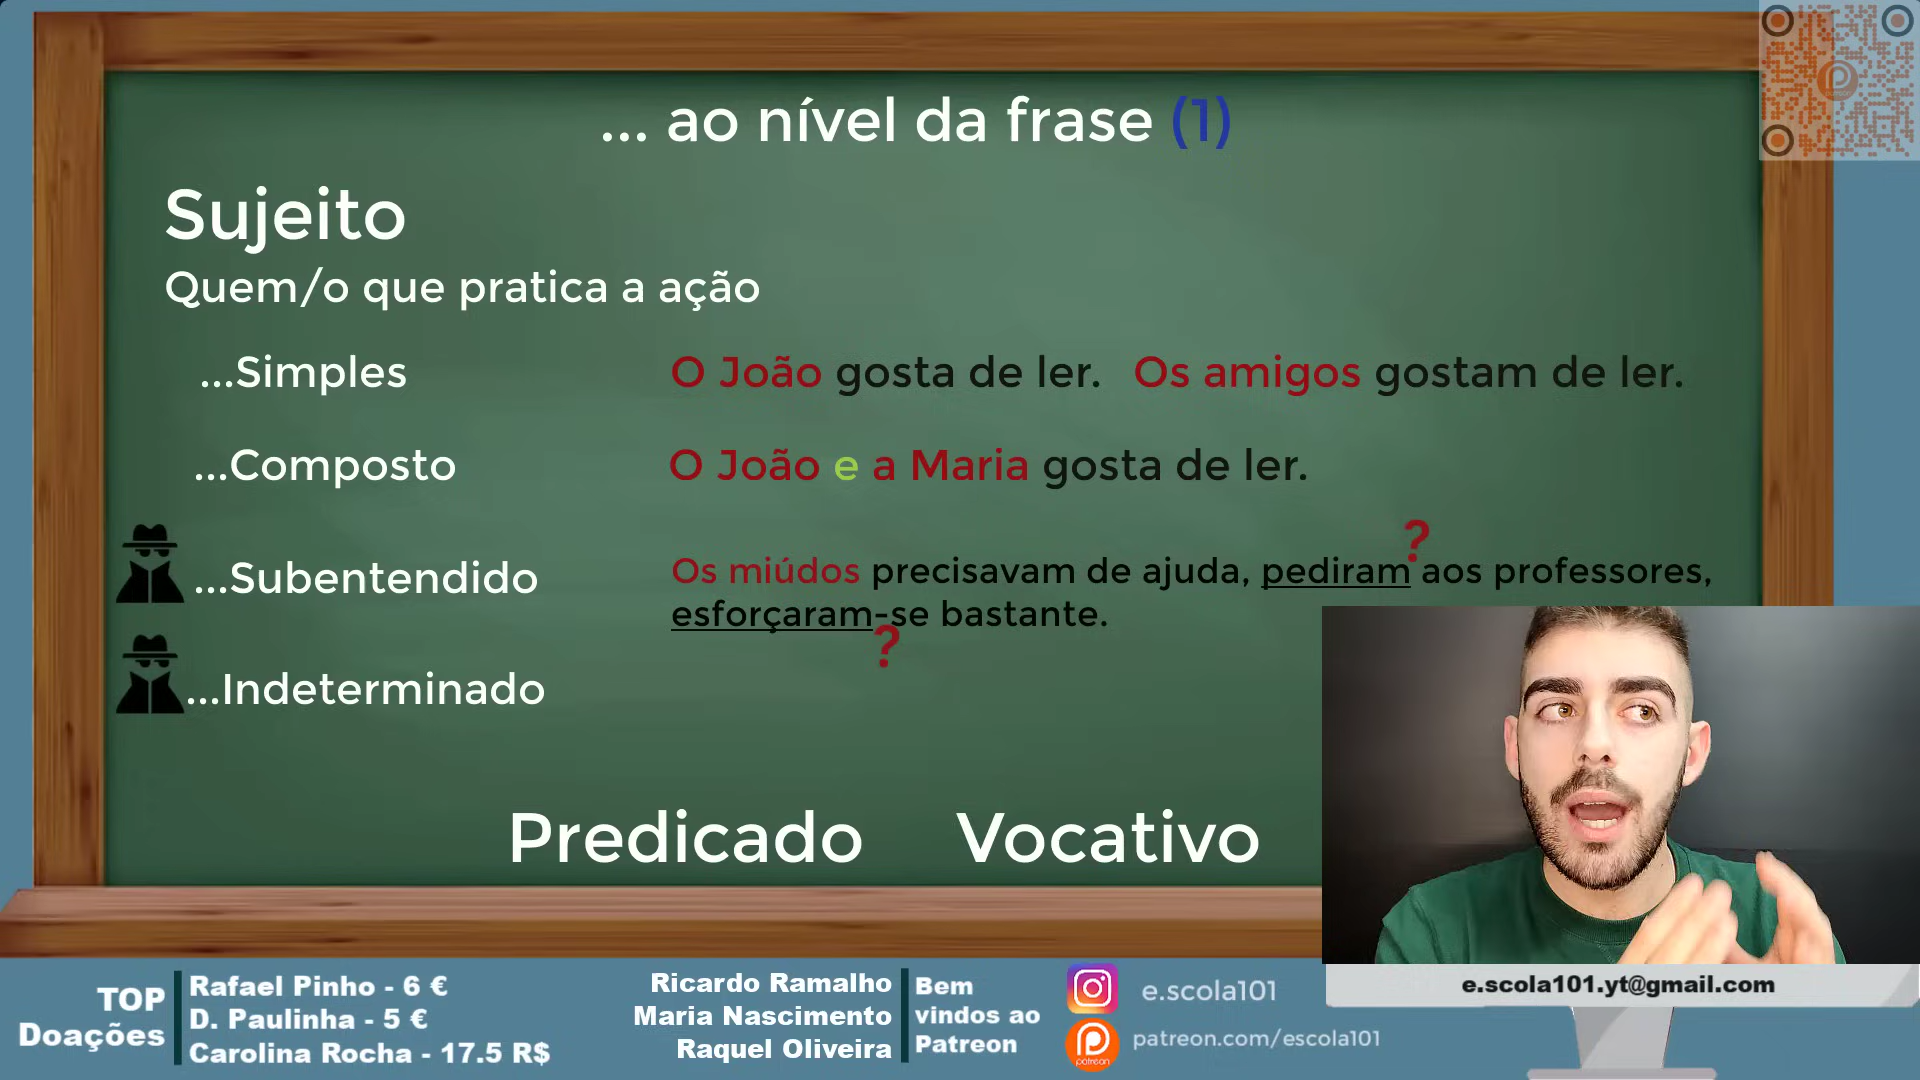 ... ao nível da frase (1)
Sujeito
Quem/o que pratica a ação
...Simples
O João gosta de ler. Os amigos gostam de ler.
...Composto
O João e a Maria gosta de ler.
...Subentendido
?
Os miúdos precisavam de ajuda, pediram aos professores,
esforçaram-se bastante.
?
...Indeterminado
Predicado Vocativo
TOP
Doações
Rafael Pinho - 6 €
D. Paulinha - 5 €
Carolina Rocha - 17.5 R$
Ricardo Ramalho
Maria Nascimento
Raquel Oliveira
Bem
vindos ao
Patreon
e.scola101
patreon
patreon.com/escola101
e.scola101.yt@gmail.com
patreon